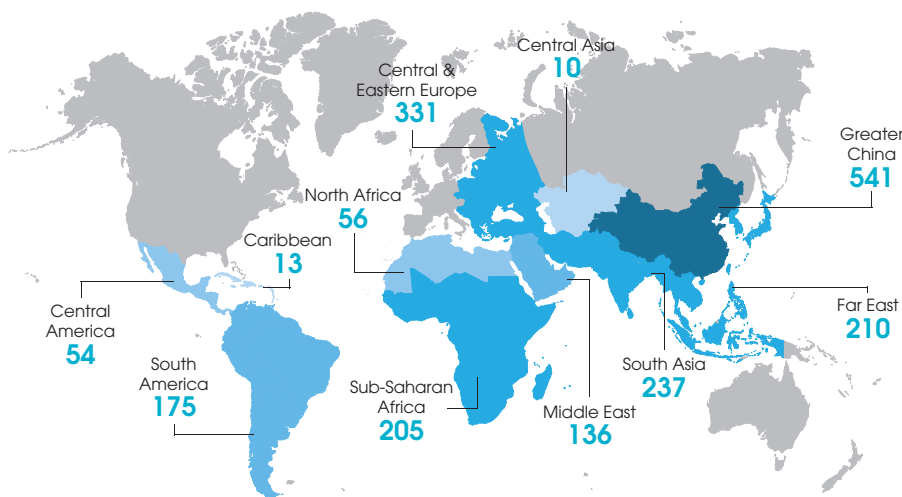 Central Asia
10
Central &
Eastern Europe
331
Greater
China
541
North Africa
56
Caribbean
13
Central
America
54
Far East
210
South
America
175
South Asia
237
Sub-Saharan
Africa
205
Middle East
136